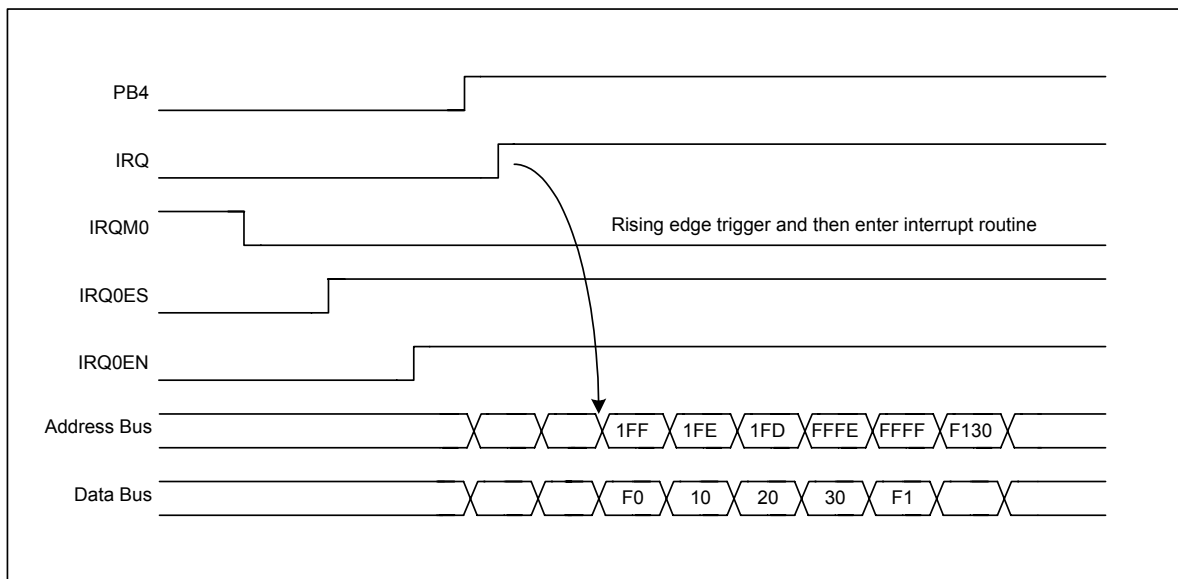 PB4
IRQ
IRQM0
Rising edge trigger and then enter interrupt routine
IRQ0ES
IRQ0EN
Address Bus 1FF 1FE 1FD FFFE FFFF F130
Data Bus F0 10 20 30 F1